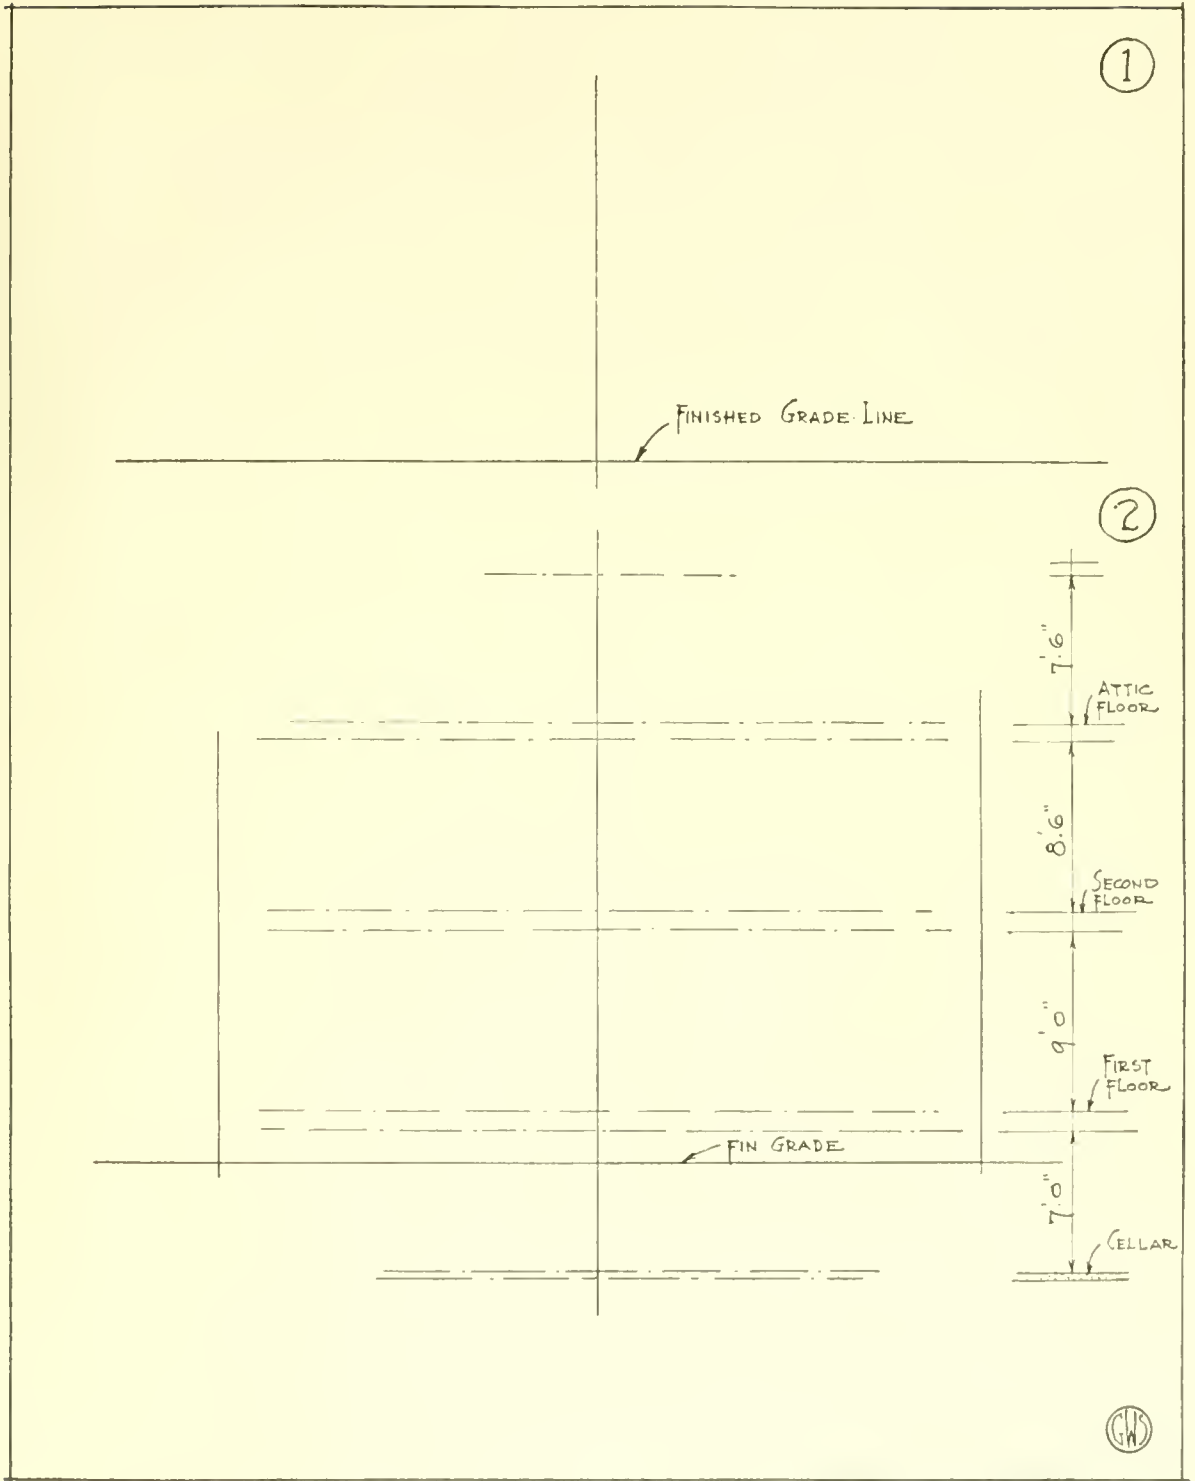 1
FINISHED GRADE LINE
2
7'6"
ATTIC
FLOOR
8'6"
SECOND
FLOOR
9'0"
FIRST
FLOOR
FIN GRADE
7'0"
CELLAR
GWS